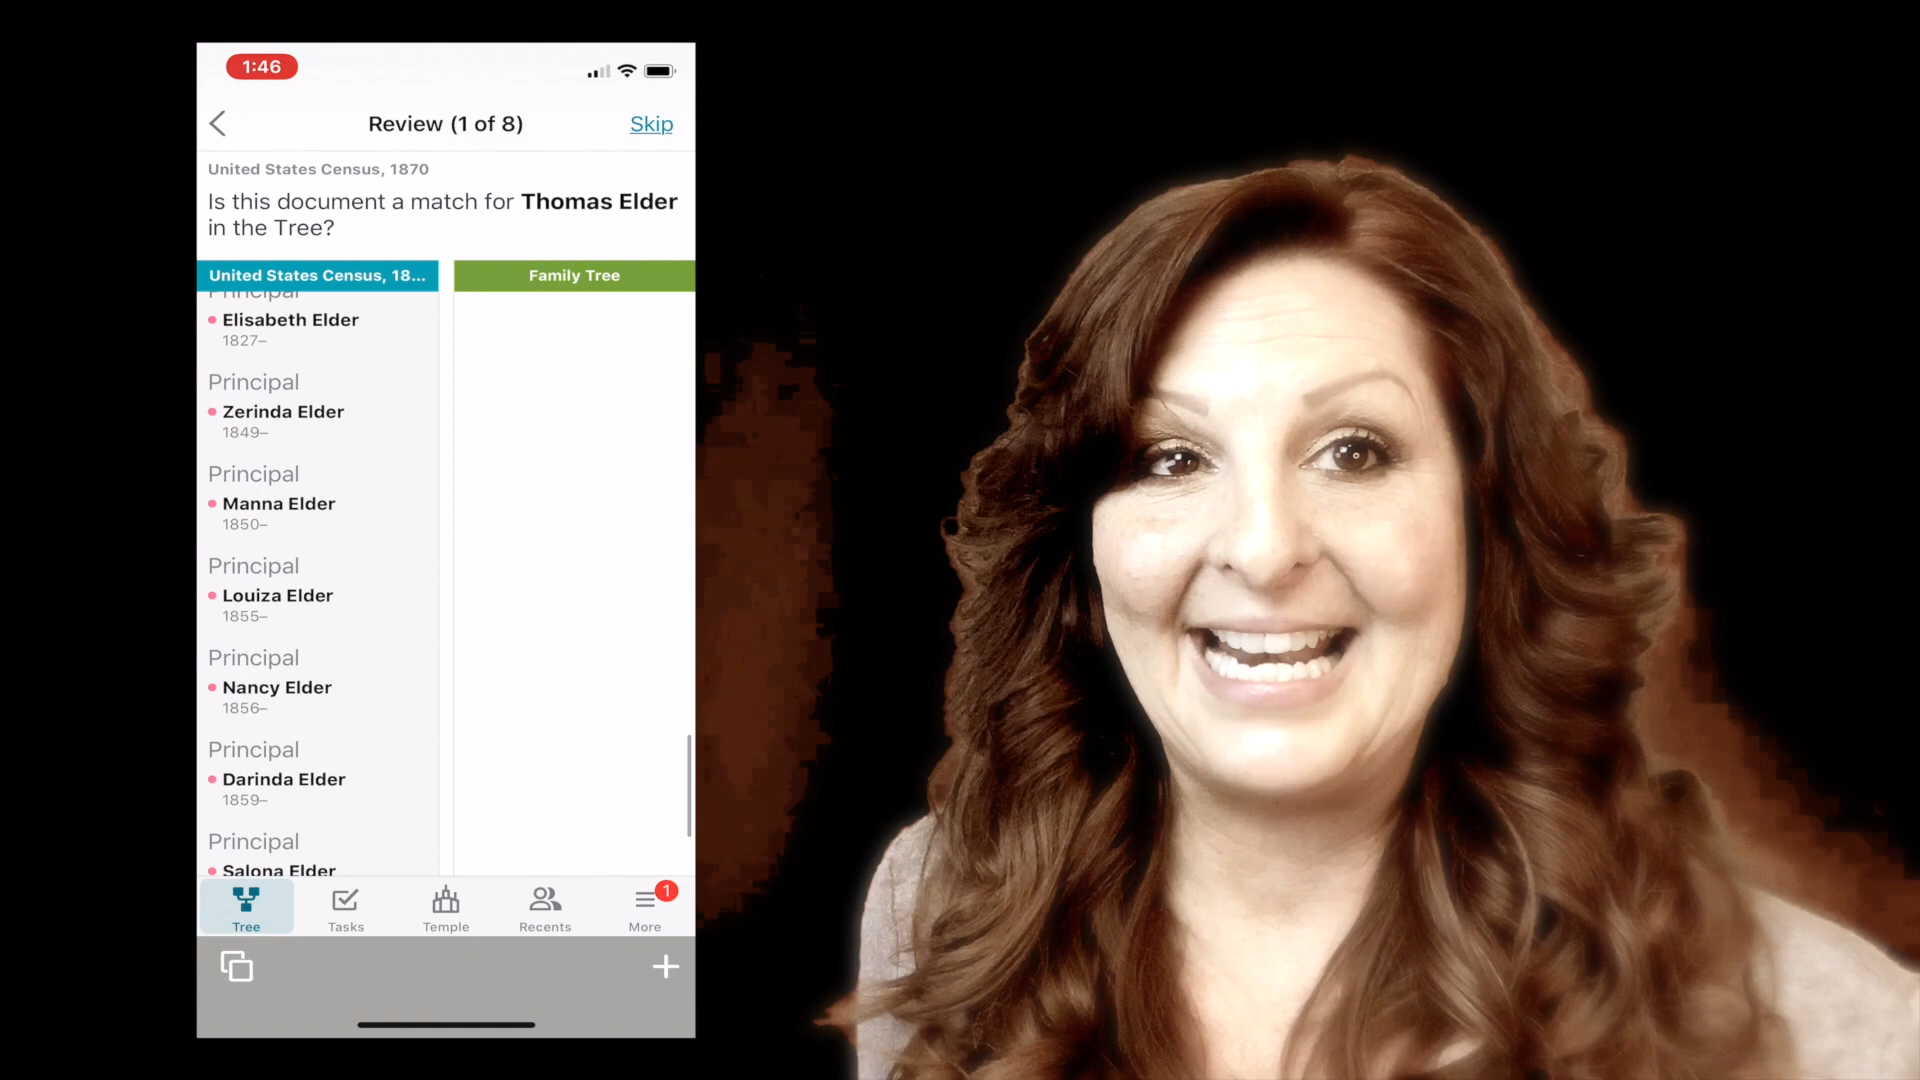 1:46
Review (1 of 8)
Skip
United States Census, 1870
Is this document a match for Thomas Elder
in the Tree?
United States Census, 18...
Family Tree
Principal
Elisabeth Elder
1827–
Principal
Zerinda Elder
1849–
Principal
Manna Elder
1850–
Principal
Louiza Elder
1855–
Principal
Nancy Elder
1856–
Principal
Darinda Elder
1859–
Principal
Salona Elder
1
Tree
Tasks
Temple
Recents
More